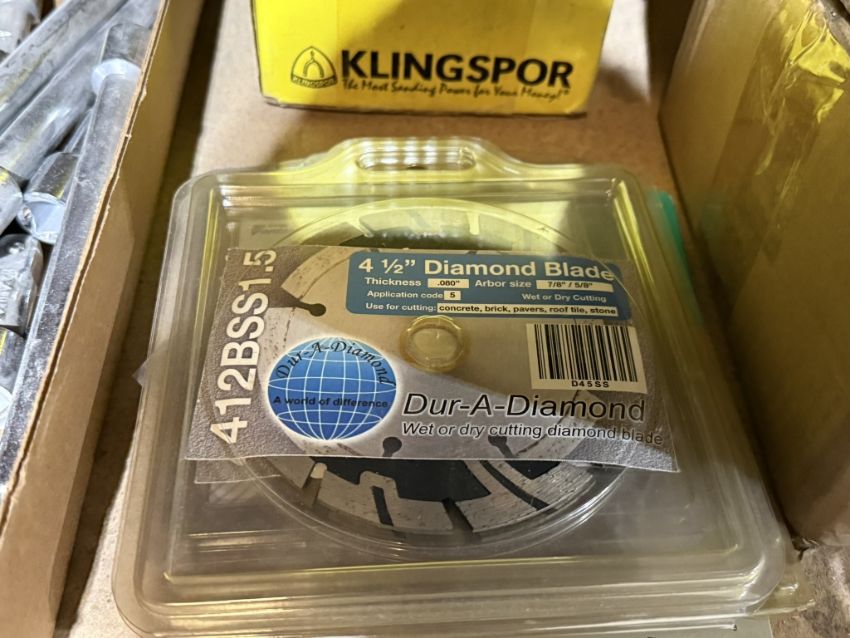 KLINGSPOR
KLINGSPOR
The Most Sanding Power for Your Money!®
412BSS1.5
4 ½" Diamond Blade
Thickness .080" Arbor size 7/8" / 5/8"
Application code 5 Wet or Dry Cutting
Use for cutting: concrete, brick, pavers, roof tile, stone
D45SS
Dur-A-Diamond
A world of difference
Dur-A-Diamond
Wet or dry cutting diamond blade